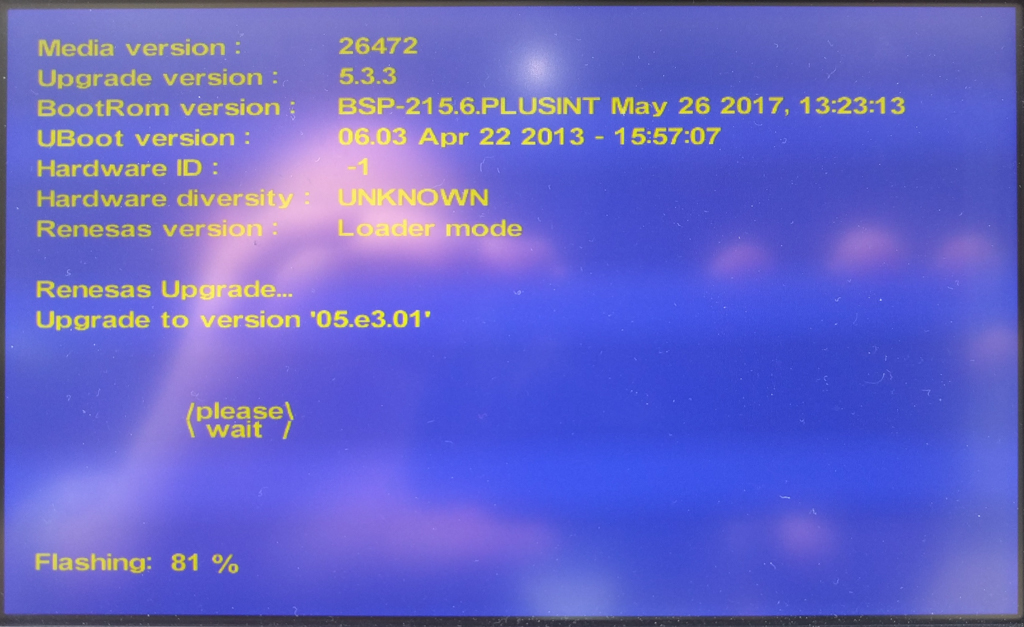 Media version : 26472
Upgrade version : 5.3.3
BootRom version : BSP-215.6.PLUSINT May 26 2017, 13:23:13
UBoot version : 06.03 Apr 22 2013 - 15:57:07
Hardware ID : -1
Hardware diversity : UNKNOWN
Renesas version : Loader mode
Renesas Upgrade...
Upgrade to version '05.e3.01'
/please\
\ wait /
Flashing: 81 %